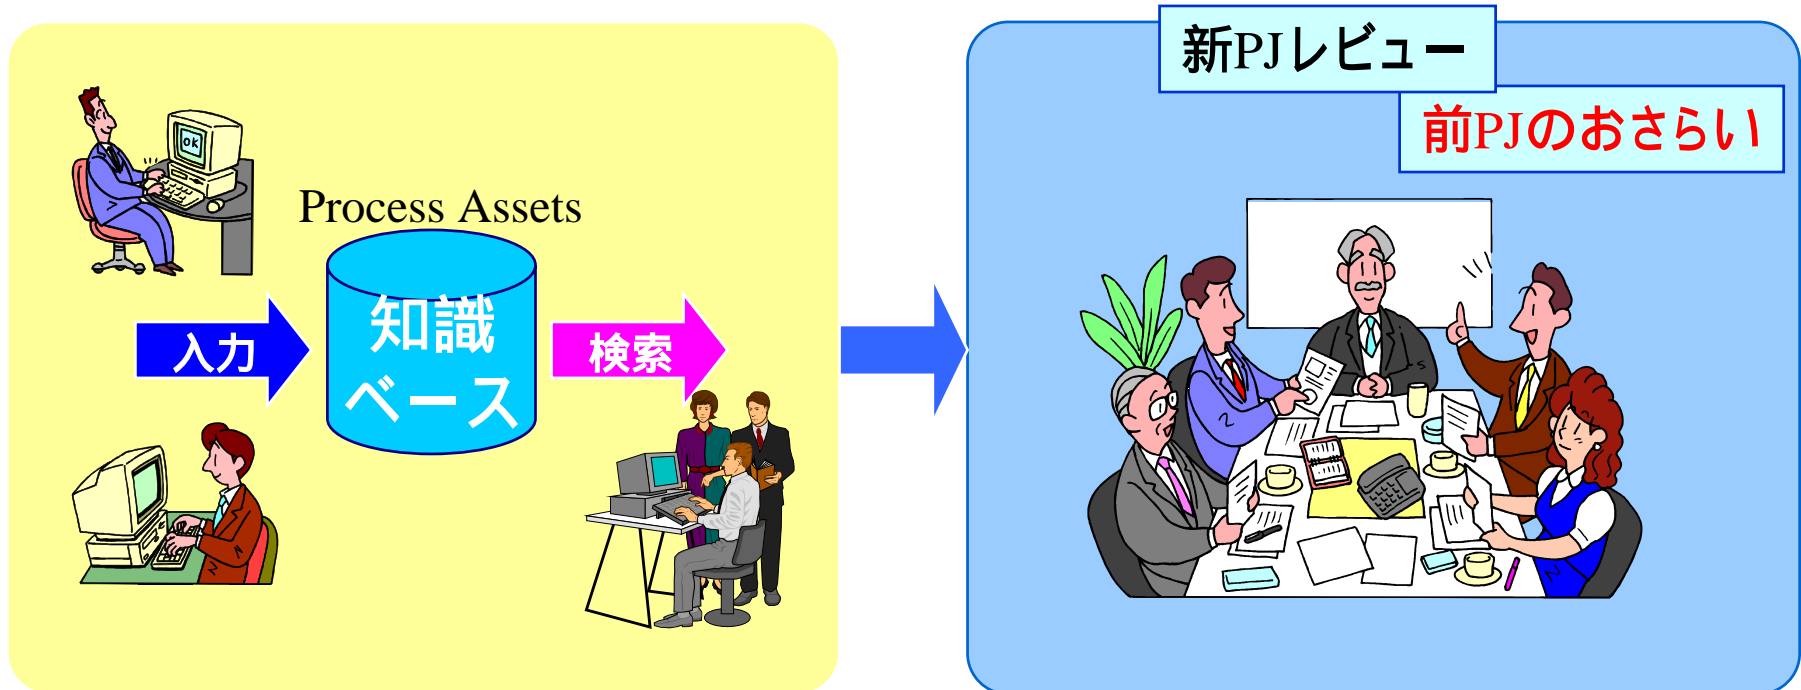 Process Assets
入力
知識
ベース
検索
新PJレビュー
前PJのおさらい
OK